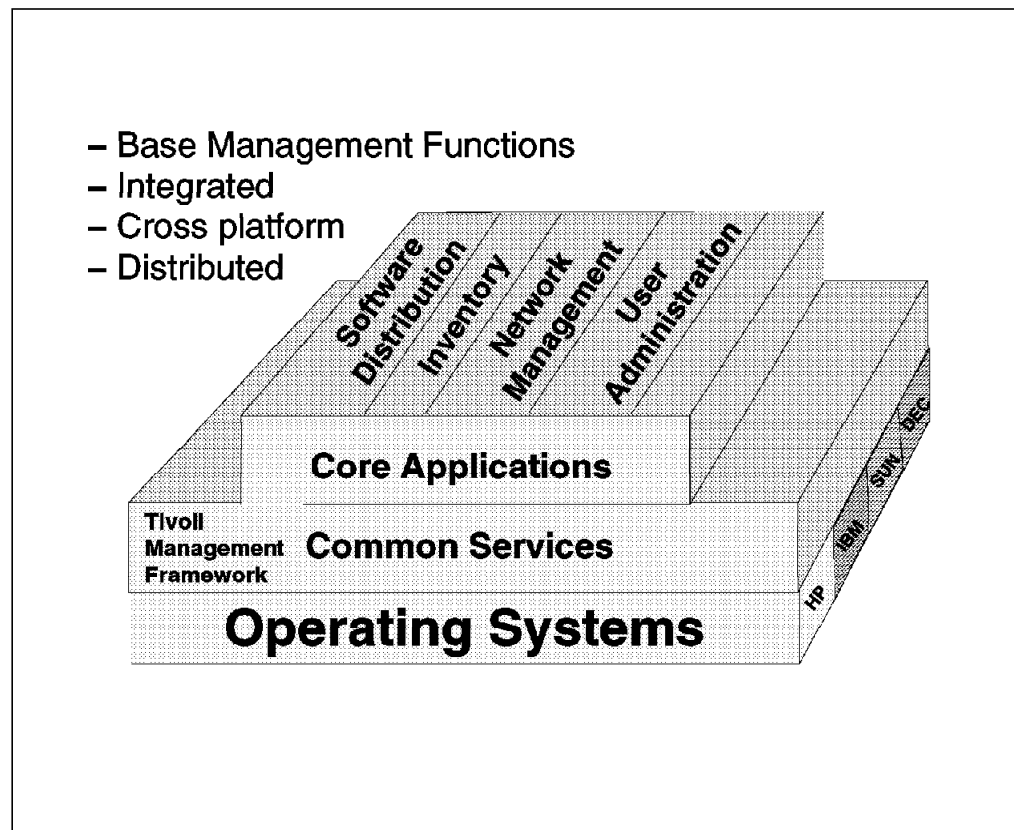 – Base Management Functions
– Integrated
– Cross platform
– Distributed
Software
Distribution
Inventory
Network
Management
User
Administration
Core Applications
Tivoli
Management
Framework
Common Services
Operating Systems
HP
IBM
SUN
DEC